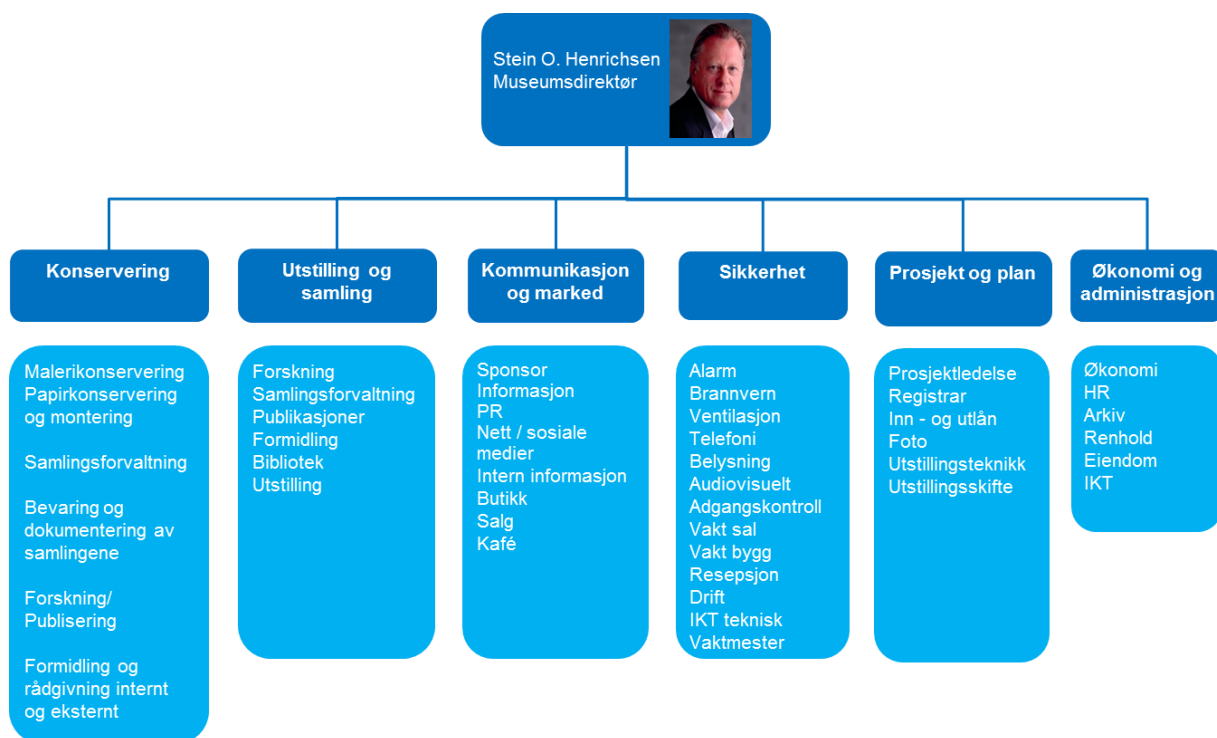 Stein O. Henrichsen
Museumsdirektør
Konservering
Malerikonservering
Papirkonservering
og montering
Samlingsforvaltning
Bevaring og
dokumentering av
samlingene
Forskning/
Publisering
Formidling og
rådgivning internt
og eksternt
Utstilling og
samling
Forskning
Samlingsforvaltning
Publikasjoner
Formidling
Bibliotek
Utstilling
Kommunikasjon
og marked
Sponsor
Informasjon
PR
Nett / sosiale
medier
Intern informasjon
Butikk
Salg
Kafé
Sikkerhet
Alarm
Brannvern
Ventilasjon
Telefoni
Belysning
Audiovisuelt
Adgangskontroll
Vakt sal
Vakt bygg
Resepsjon
Drift
IKT teknisk
Vaktmester
Prosjekt og plan
Prosjektledelse
Registrar
Inn - og utlån
Foto
Utstillingsteknikk
Utstillingsskifte
Økonomi og
administrasjon
Økonomi
HR
Arkiv
Renhold
Eiendom
IKT